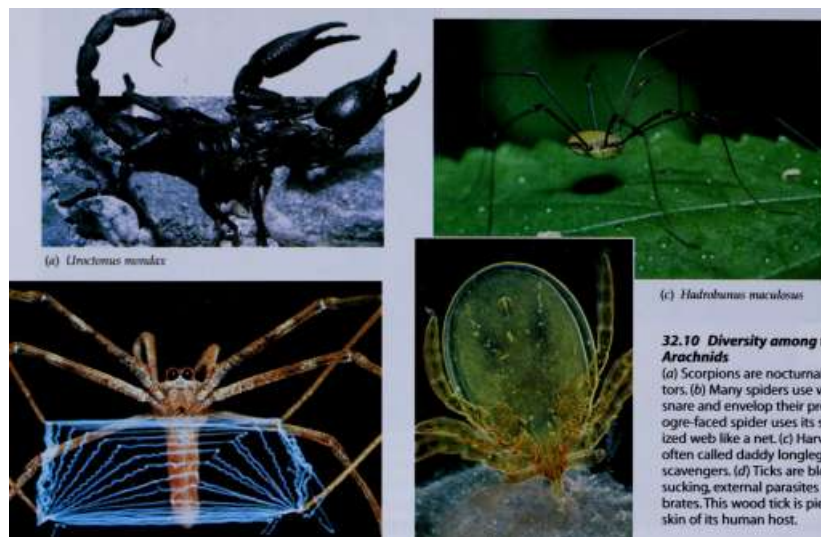 (a) Uroctonus mondax
(c) Hadrobunus maculosus
32.10 Diversity among
Arachnids
(a) Scorpions are nocturna
tors. (b) Many spiders use w
snare and envelop their pr
ogre-faced spider uses its s
ized web like a net. (c) Harv
often called daddy longleg
scavengers. (d) Ticks are blo
sucking, external parasites
brates. This wood tick is pie
skin of its human host.